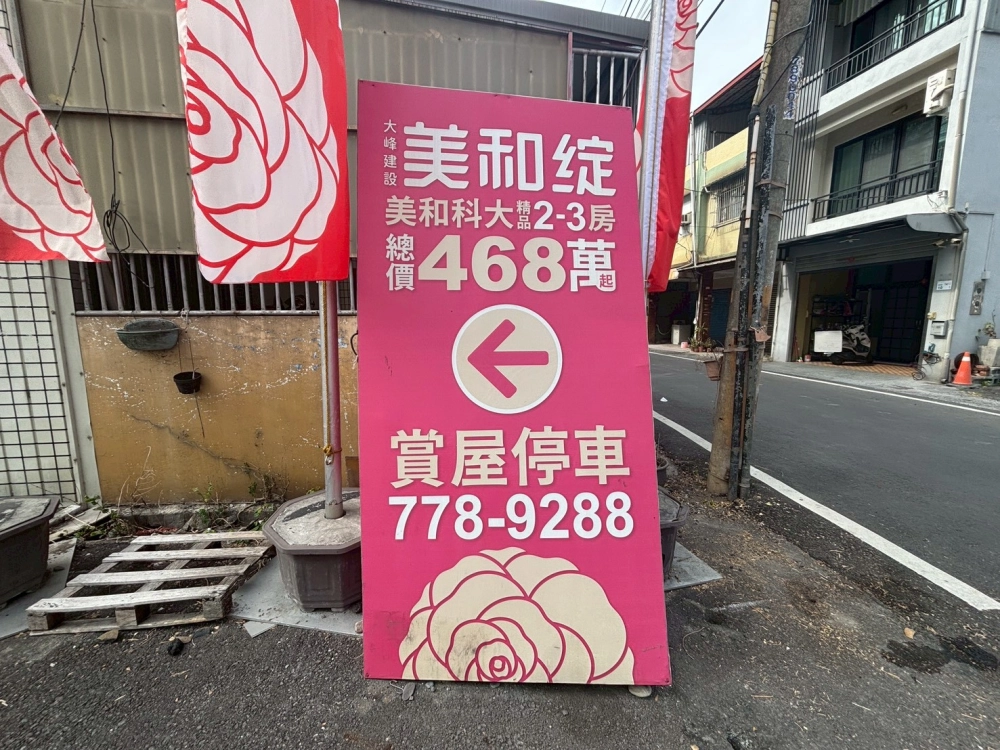 大峰建設
美和綻
美和科大精品2-3房
總價468萬起
賞屋停車
778-9288